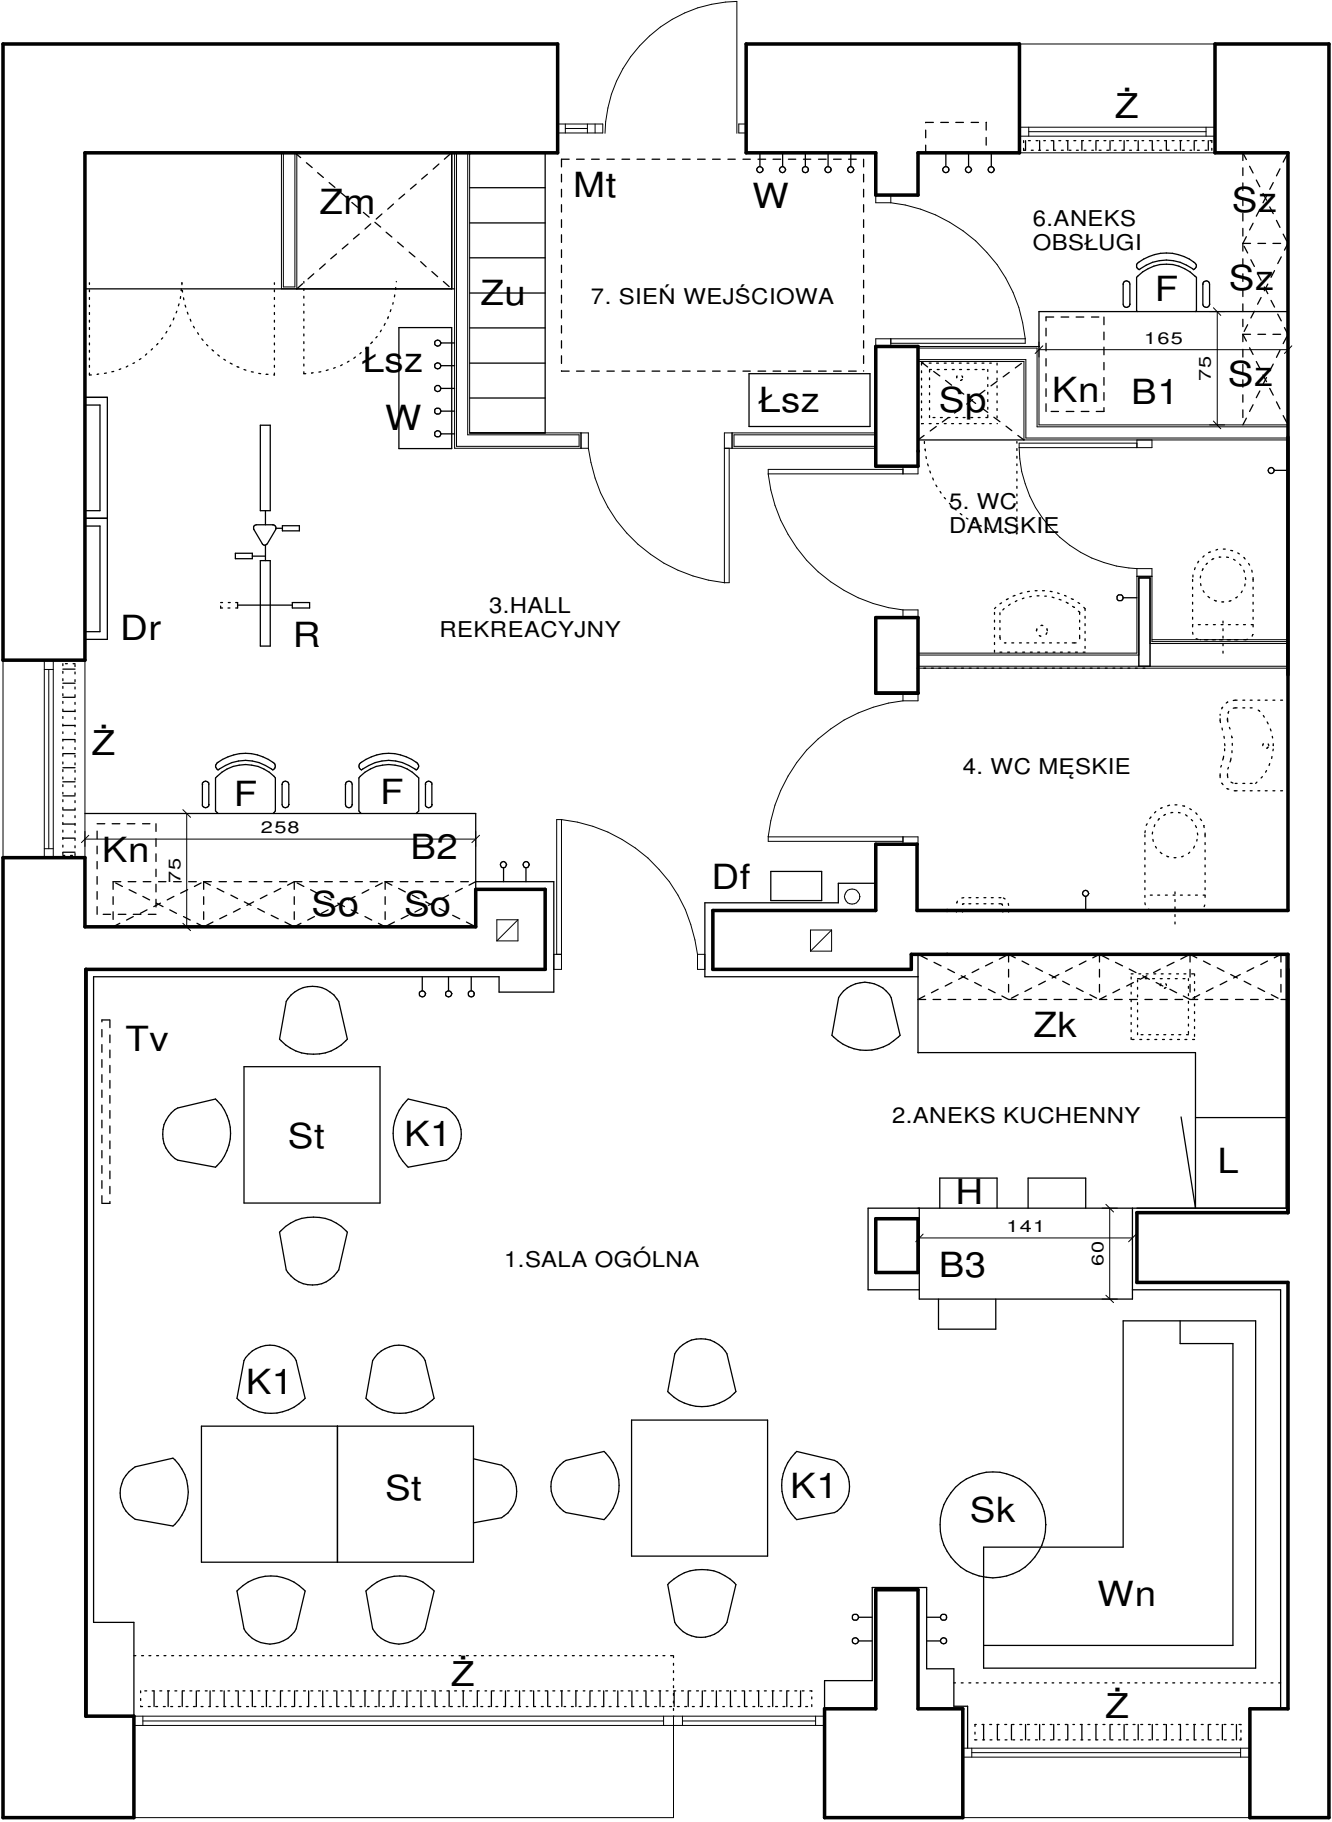 Ż
Mt
W
Zm
Sz
6.ANEKS
OBSŁUGI
Zu
7. SIEŃ WEJŚCIOWA
F
Sz
165
75
Łsz
W
Łsz
Sp
Kn
B1
Sz
5. WC
DAMSKIE
3.HALL
REKREACYJNY
Dr
R
Ż
4. WC MĘSKIE
F
F
258
Kn
75
B2
So
So
Df
Tv
Zk
St
K1
2.ANEKS KUCHENNY
L
H
141
60
B3
1.SALA OGÓLNA
K1
St
K1
Sk
Wn
Ż
Ż